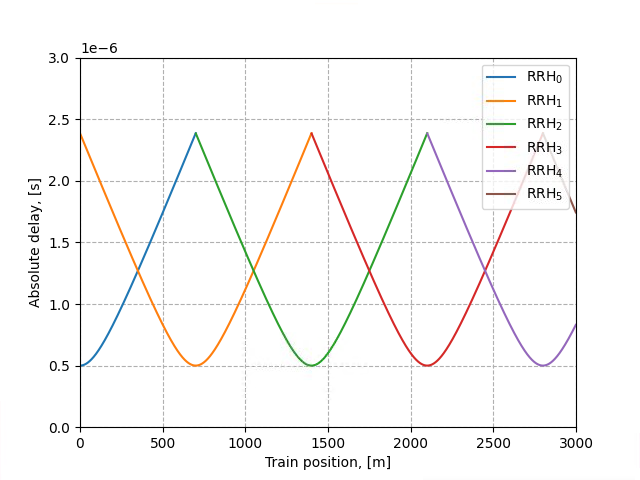 1e−6
3.0
2.5
2.0
1.5
1.0
0.5
0.0
Absolute delay, [s]
RRH₀
RRH₁
RRH₂
RRH₃
RRH₄
RRH₅
0 500 1000 1500 2000 2500 3000
Train position, [m]